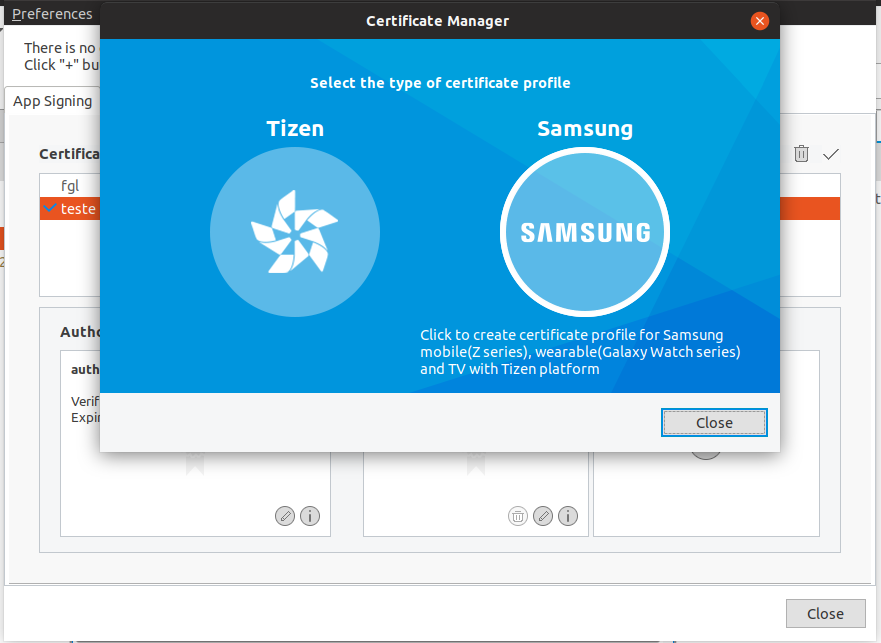 Preferences
Certificate Manager
There is no
Click "+" bu
Select the type of certificate profile
App Signing
Tizen
Samsung
Certifica
fgl
teste
SAMSUNG
Autho
Click to create certificate profile for Samsung
mobile(Z series), wearable(Galaxy Watch series)
and TV with Tizen platform
auth
Verif
Expir
Close
Close